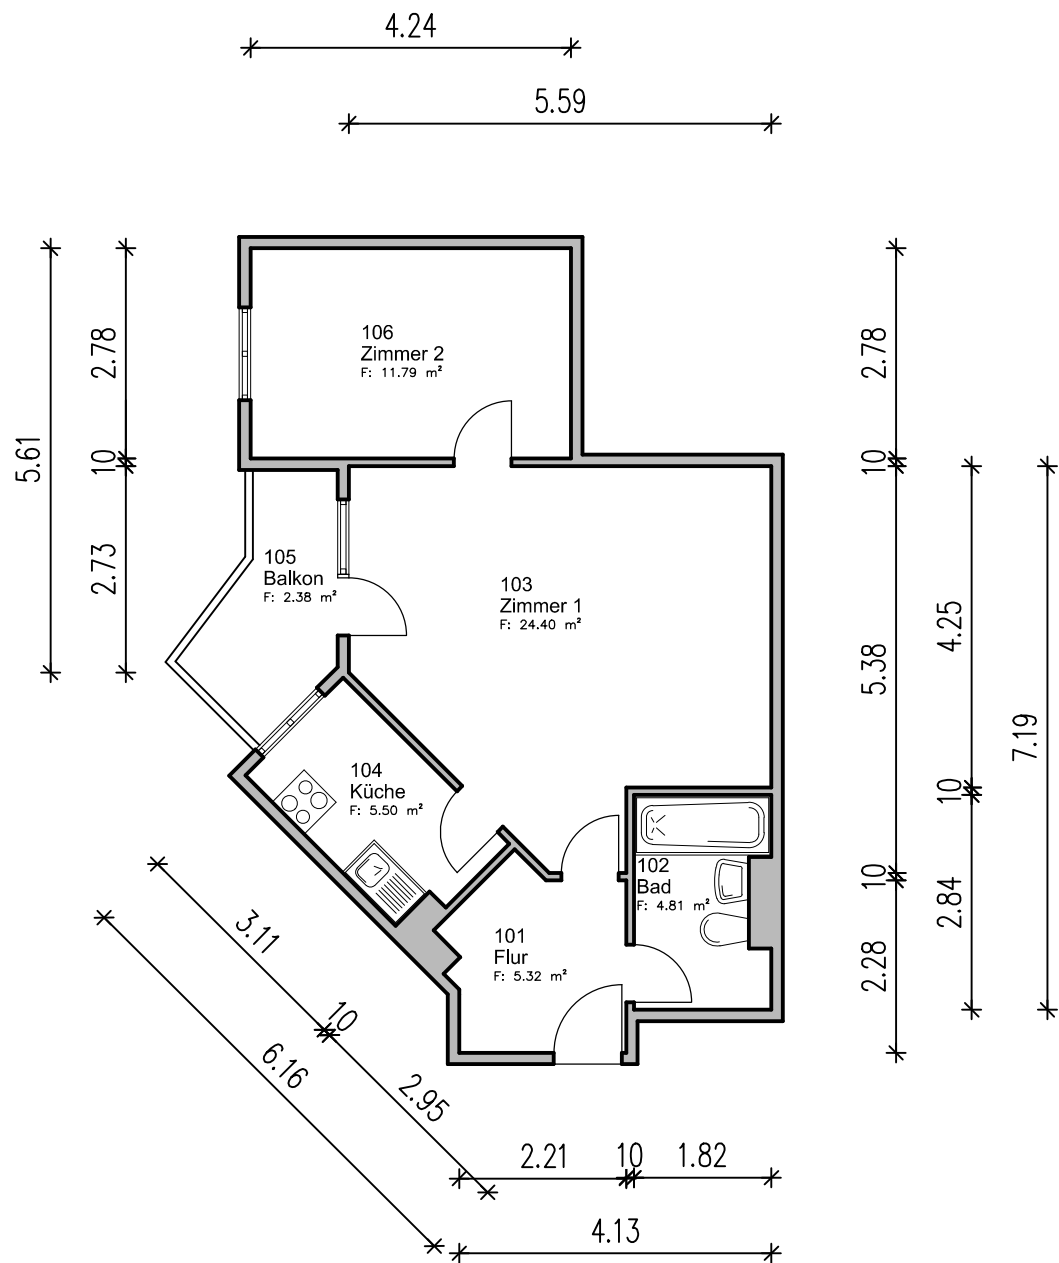 4.24
5.59
5.61
2.78
10
2.73
106
Zimmer 2
F: 11.79 m²
105
Balkon
F: 2.38 m²
103
Zimmer 1
F: 24.40 m²
104
Küche
F: 5.50 m²
102
Bad
F: 4.81 m²
101
Flur
F: 5.32 m²
2.78
10
5.38
10
2.28
4.25
10
2.84
7.19
3.11
10
2.95
6.16
2.21
10
1.82
4.13